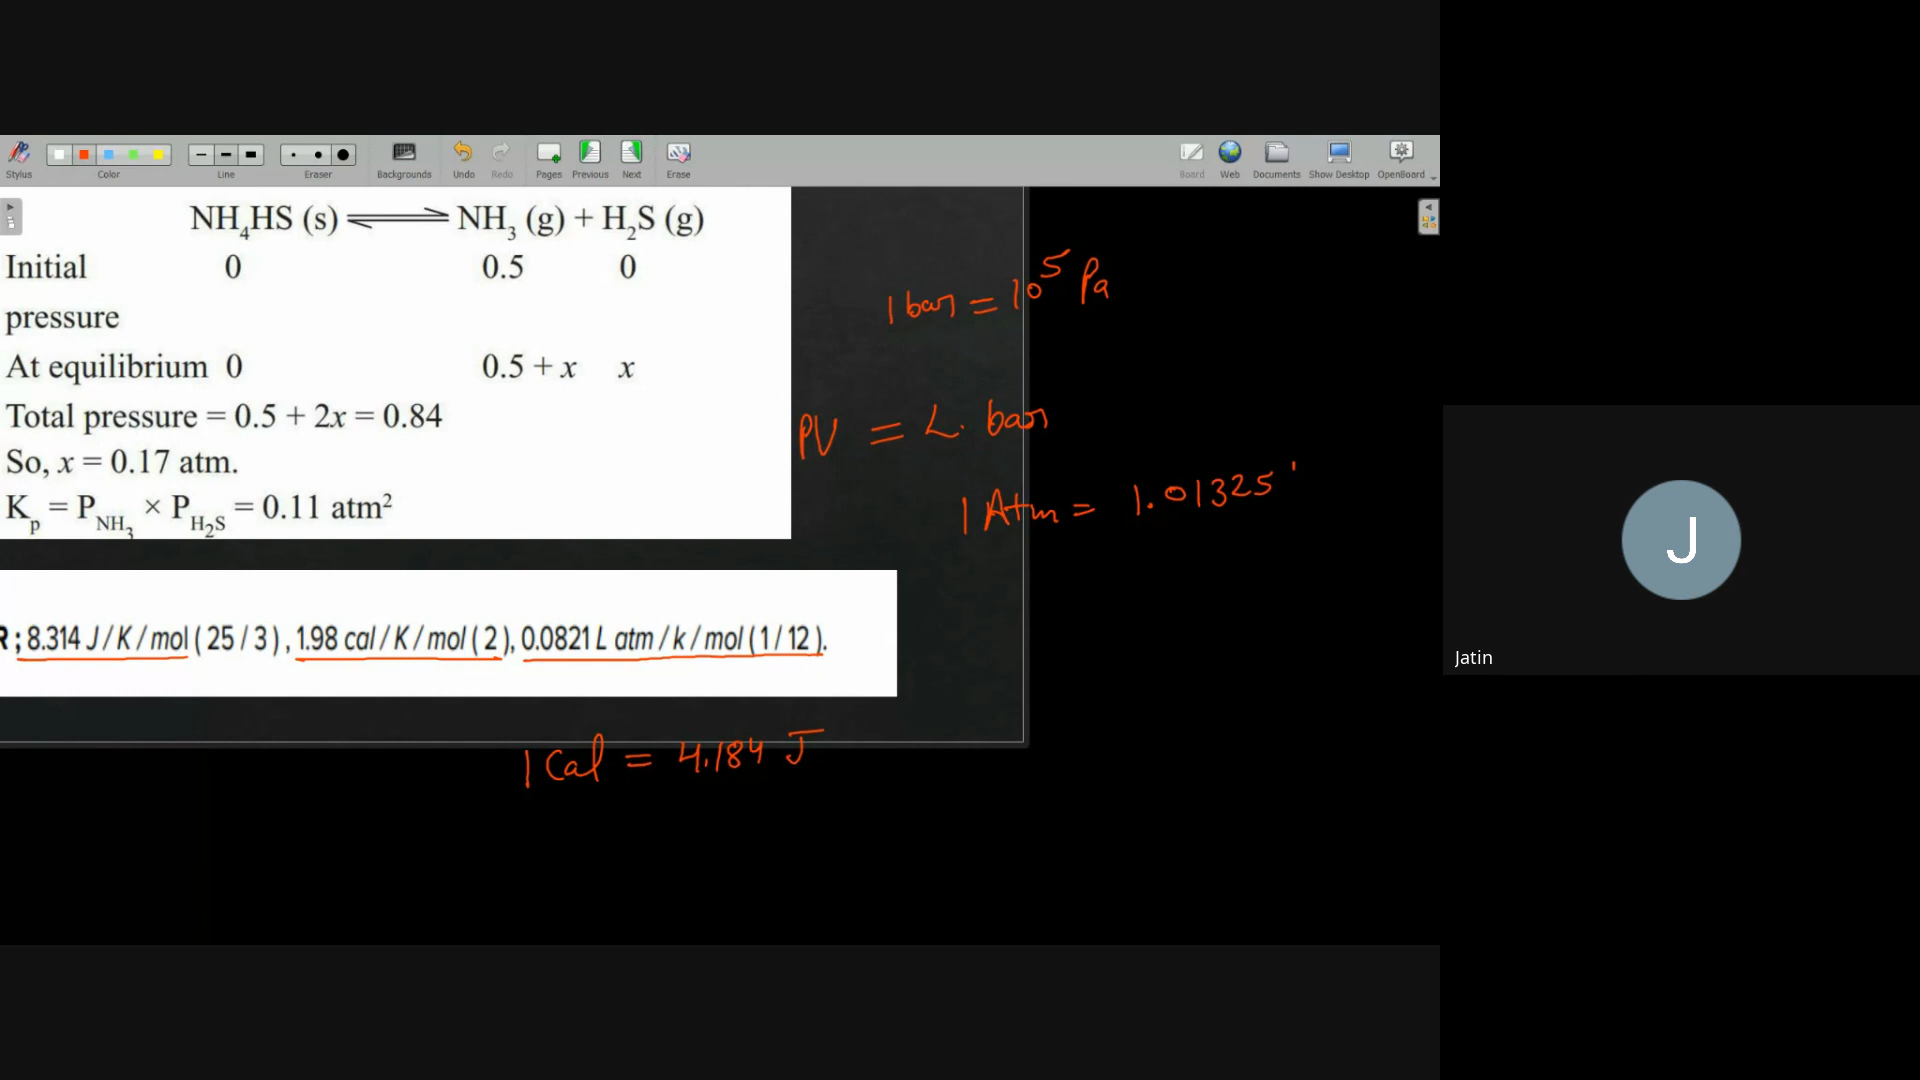 Stylus Color Line Eraser Backgrounds Undo Redo Pages Previous Next Erase Board Web Documents Show Desktop OpenBoard
NH₄HS (s) ⇌ NH₃ (g) + H₂S (g)
Initial 0 0.5 0
pressure
At equilibrium 0 0.5 + x x
Total pressure = 0.5 + 2x = 0.84
So, x = 0.17 atm.
Kₚ = P_NH₃ × P_H₂S = 0.11 atm²
1 bar = 10⁵ Pa
PV = L. bar
1 Atm = 1.01325
R ; 8.314 J / K / mol ( 25 / 3 ) , 1.98 cal / K / mol ( 2 ), 0.0821 L atm / k / mol ( 1 / 12 ).
1 Cal = 4.184 J
J
Jatin